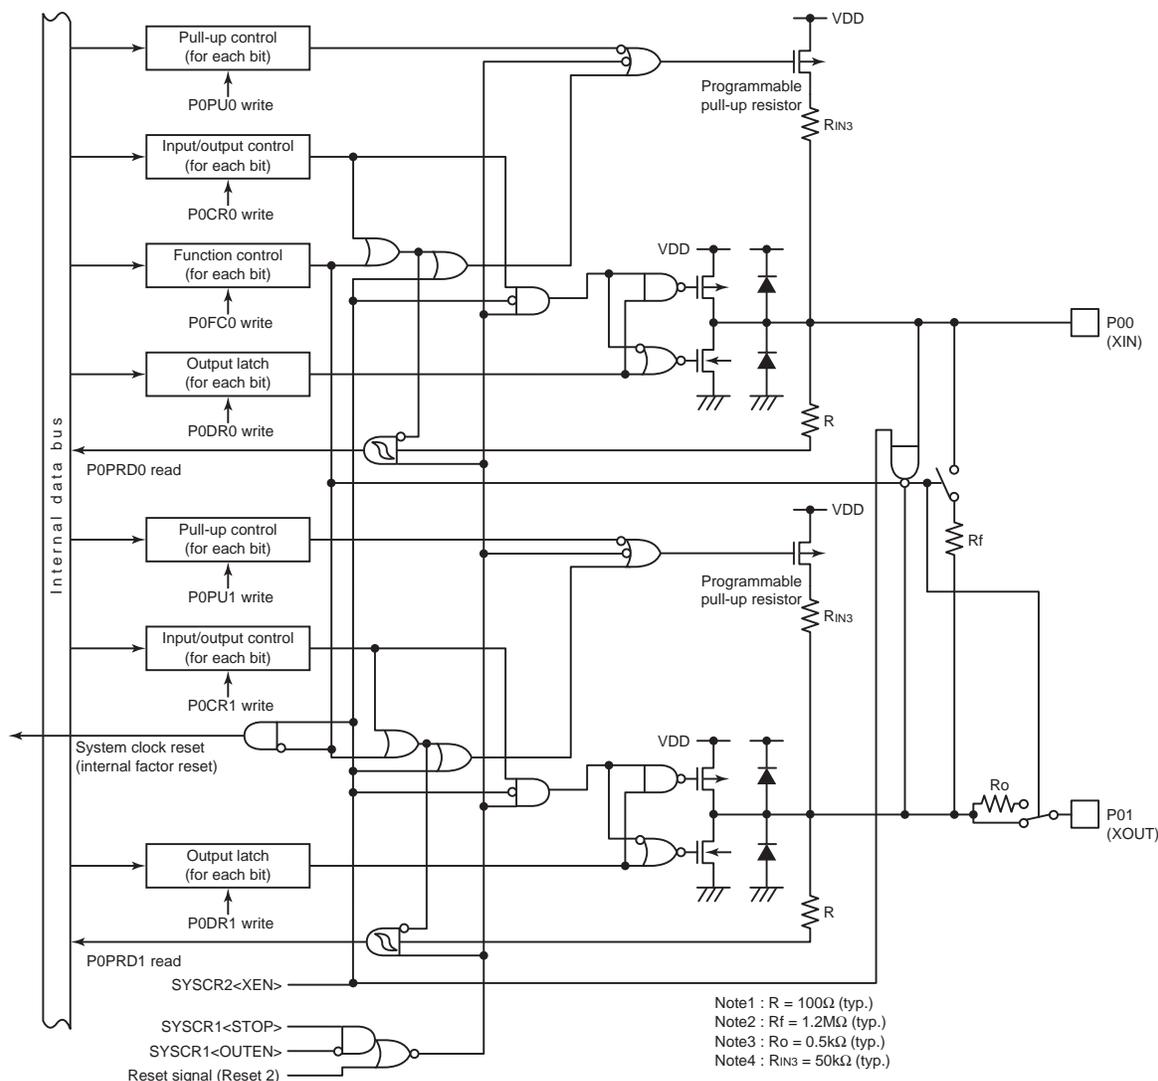 VDD
Pull-up control
(for each bit)
P0PU0 write
Programmable
pull-up resistor
RIN3
Input/output control
(for each bit)
P0CR0 write
Function control
(for each bit)
P0FC0 write
VDD
P00
(XIN)
Output latch
(for each bit)
P0DR0 write
R
P0PRD0 read
Internal data bus
VDD
Pull-up control
(for each bit)
P0PU1 write
Rf
Programmable
pull-up resistor
RIN3
Input/output control
(for each bit)
P0CR1 write
System clock reset
(internal factor reset)
VDD
Ro
P01
(XOUT)
Output latch
(for each bit)
P0DR1 write
R
P0PRD1 read
SYSCR2<XEN>
SYSCR1<STOP>
SYSCR1<OUTEN>
Reset signal (Reset 2)
Note1 : R = 100Ω (typ.)
Note2 : Rf = 1.2MΩ (typ.)
Note3 : Ro = 0.5kΩ (typ.)
Note4 : RIN3 = 50kΩ (typ.)